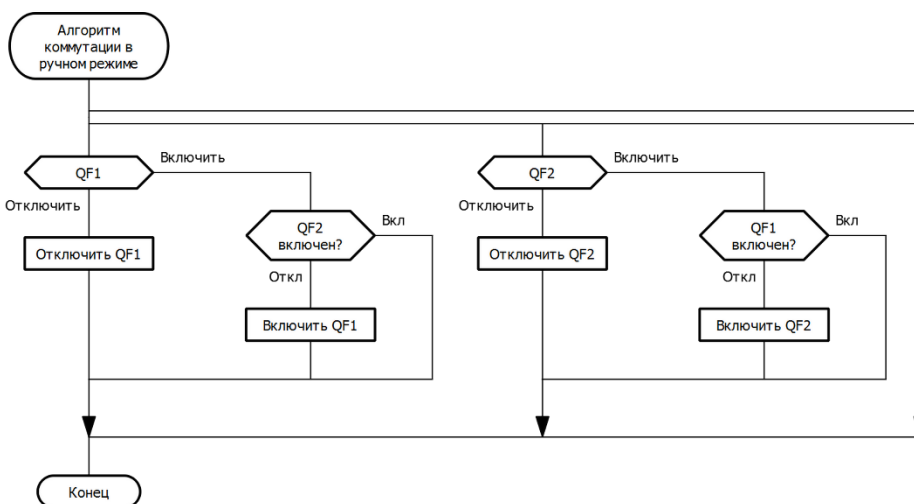 Алгоритм
коммутации в
ручном режиме
Включить
QF1
Отключить
Отключить QF1
QF2
включен?
Вкл
Откл
Включить QF1
Включить
QF2
Отключить
Отключить QF2
QF1
включен?
Вкл
Откл
Включить QF2
Конец